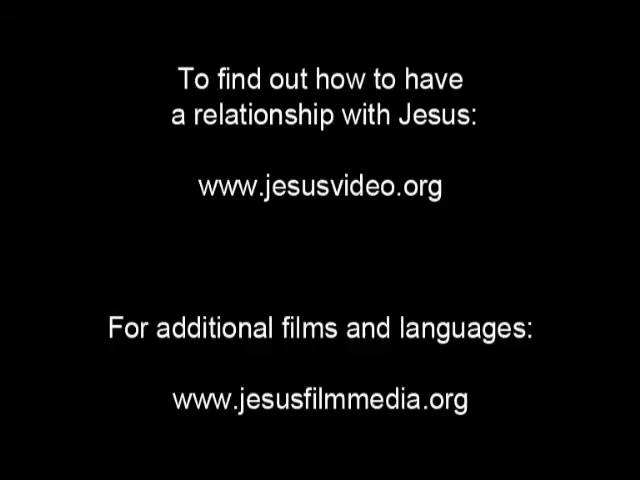 To find out how to have
a relationship with Jesus:
www.jesusvideo.org
For additional films and languages:
www.jesusfilmmedia.org